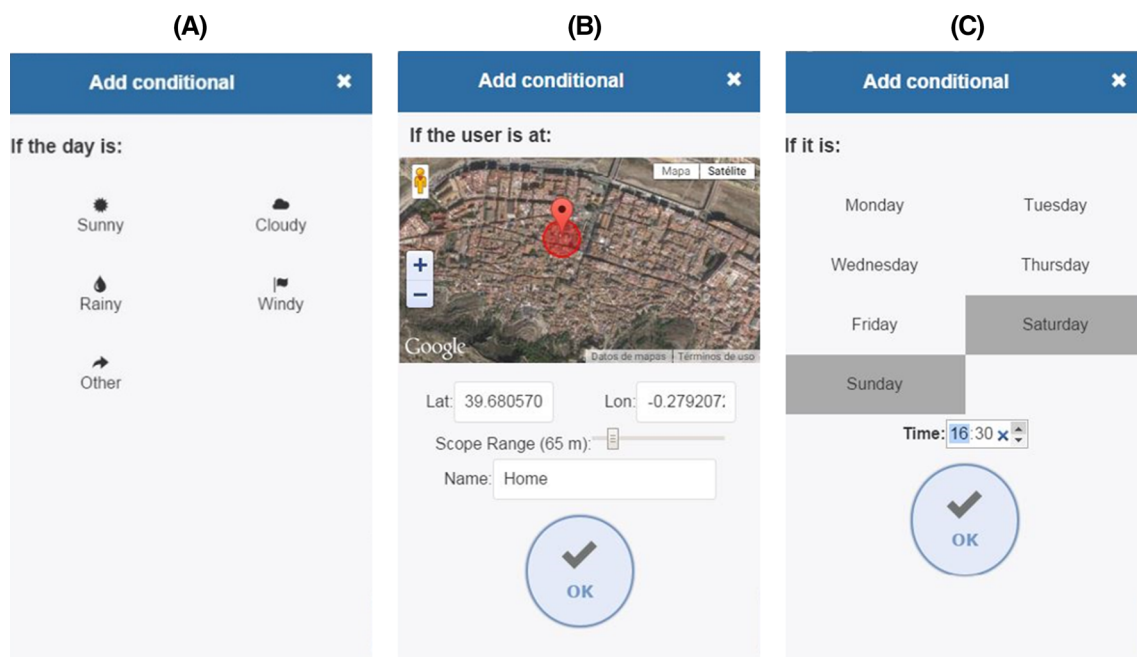 (A)
Add conditional ×
If the day is:
Sunny Cloudy
Rainy Windy
Other
(B)
Add conditional ×
If the user is at:
Mapa Satélite
+
−
Google
Datos de mapas Términos de uso
Lat: 39.680570 Lon: -0.279207
Scope Range (65 m):
Name: Home
OK
(C)
Add conditional ×
If it is:
Monday Tuesday
Wednesday Thursday
Friday Saturday
Sunday
Time: 16:30 ×
OK